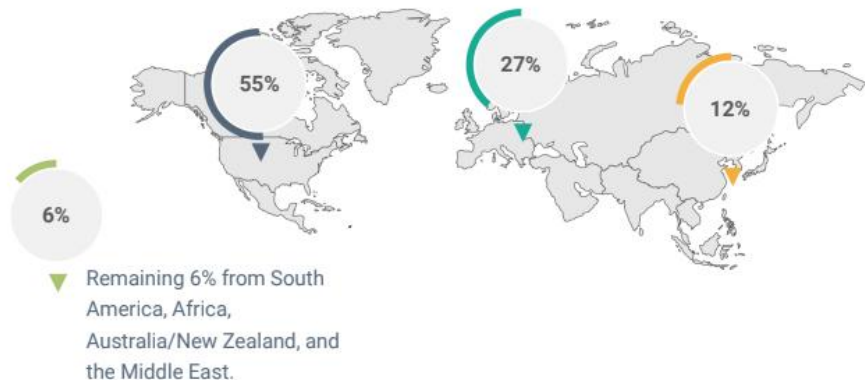 55%
27%
12%
6%
Remaining 6% from South
America, Africa,
Australia/New Zealand, and
the Middle East.